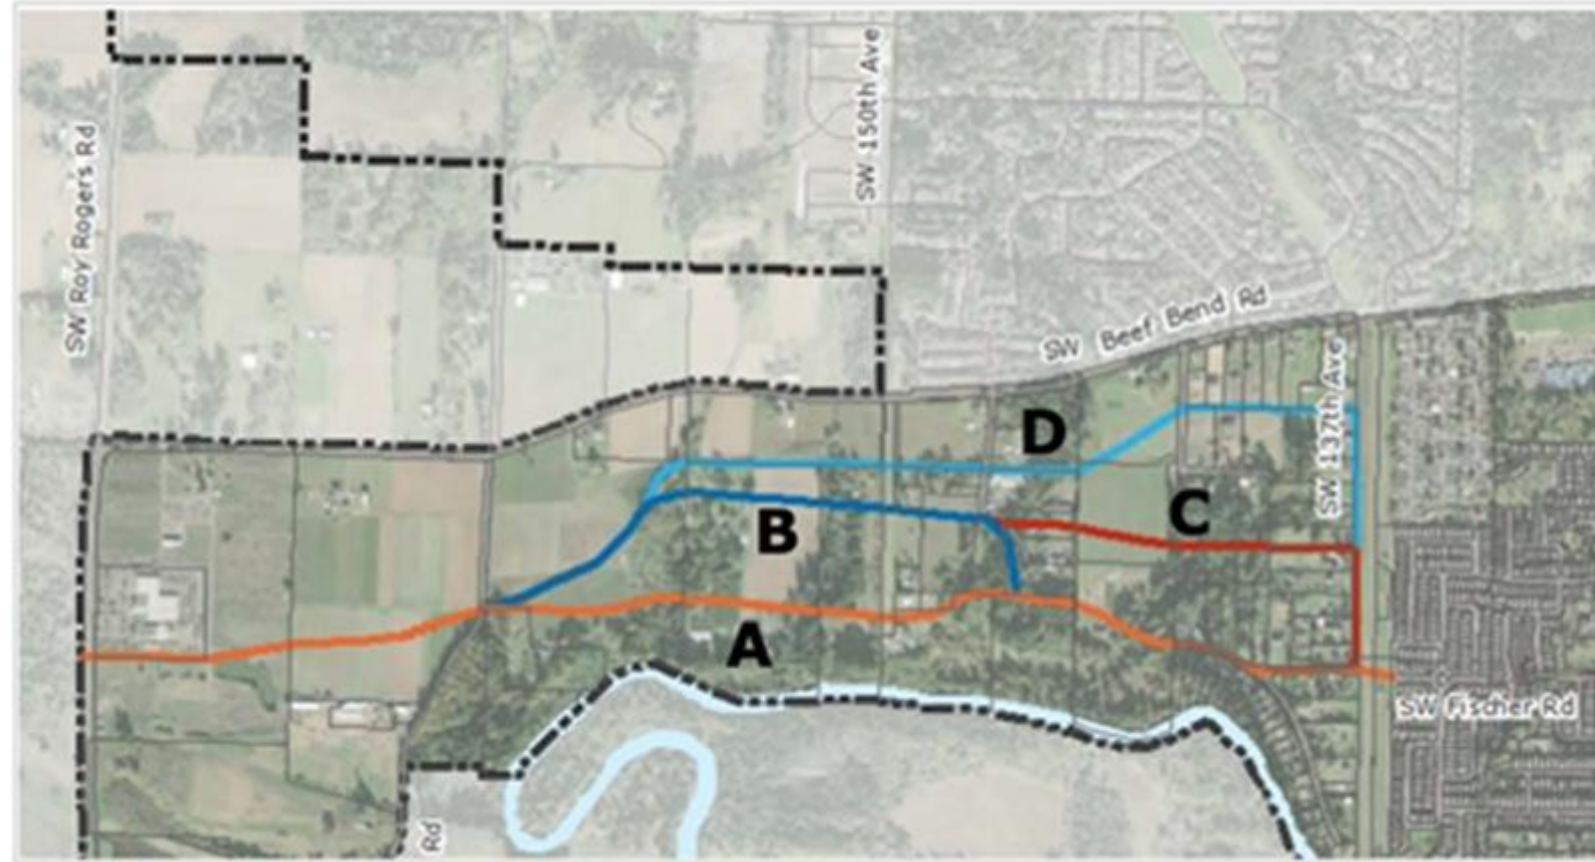 SW 150th Ave
SW Roy Rogers Rd
SW Beef Bend Rd
SW 137th Ave
D
C
B
A
SW Fischer Rd
Rd